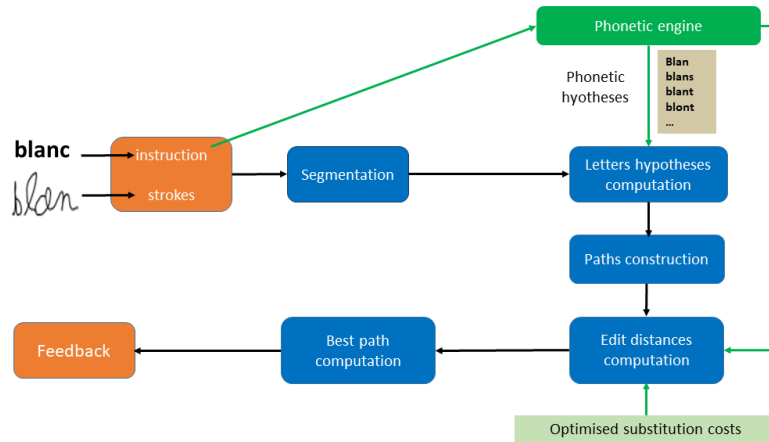 Phonetic engine
Phonetic
hyotheses
Blan
blans
blant
blont
...
blanc
instruction
blan
strokes
Segmentation
Letters hypotheses
computation
Paths construction
Feedback
Best path
computation
Edit distances
computation
Optimised substitution costs